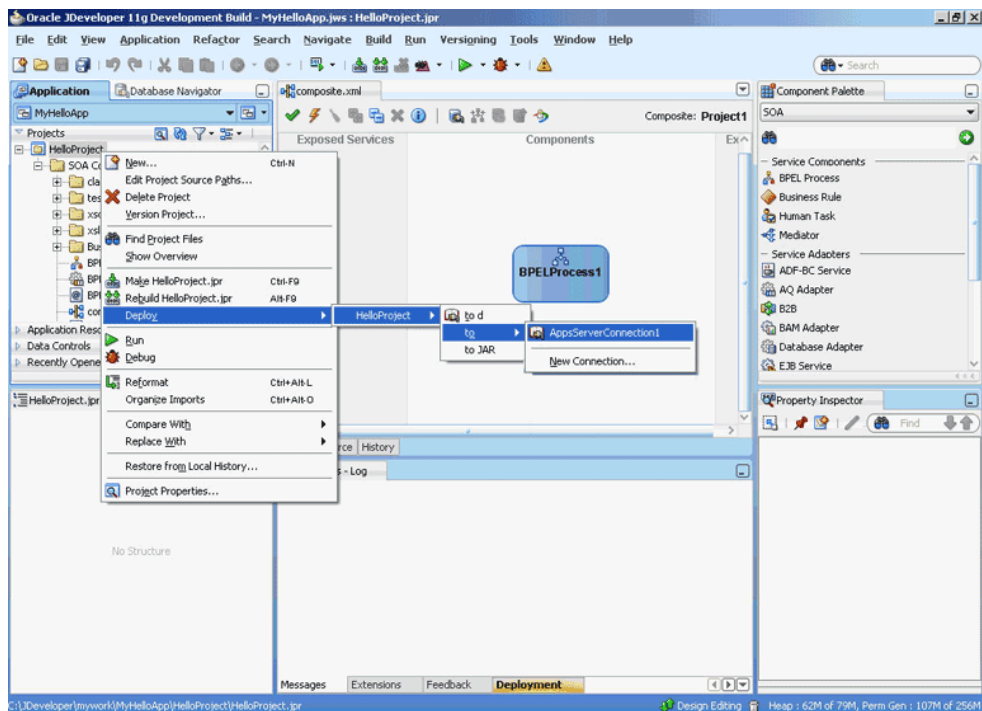 Oracle JDeveloper 11g Development Build - MyHelloApp.jws : HelloProject.jpr
File Edit View Application Refactor Search Navigate Build Run Versioning Tools Window Help
Search
Application
Database Navigator
MyHelloApp
Projects
HelloProject
SOA
BPE
BPE
BPE
Application
Data Controls
Recently Opene
New... Ctrl-N
Edit Project Source Paths...
Delete Project
Version Project...
Find Project Files
Show Overview
Make HelloProject.jpr Ctrl-F9
Rebuild HelloProject.jpr Alt-F9
Deploy
Run
Debug
Reformat Ctrl+Alt-L
Organize Imports Ctrl+Alt-O
Compare With
Replace With
Restore from Local History...
Project Properties...
HelloProject
to d
to
to JAR
AppsServerConnection1
New Connection...
HelloProject.jpr
No Structure
composite.xml
Composite: Project1
Exposed Services
Components
Ex
BPELProcess1
rce
History
s - Log
Messages
Extensions
Feedback
Deployment
Component Palette
SOA
Service Components
BPEL Process
Business Rule
Human Task
Mediator
Service Adapters
ADF-BC Service
AQ Adapter
B2B
BAM Adapter
Database Adapter
EJB Service
Property Inspector
Find
C:\JDeveloper\mywork\MyHelloApp\HelloProject\HelloProject.jpr
Design Editing
Heap : 62M of 79M, Perm Gen : 107M of 256M